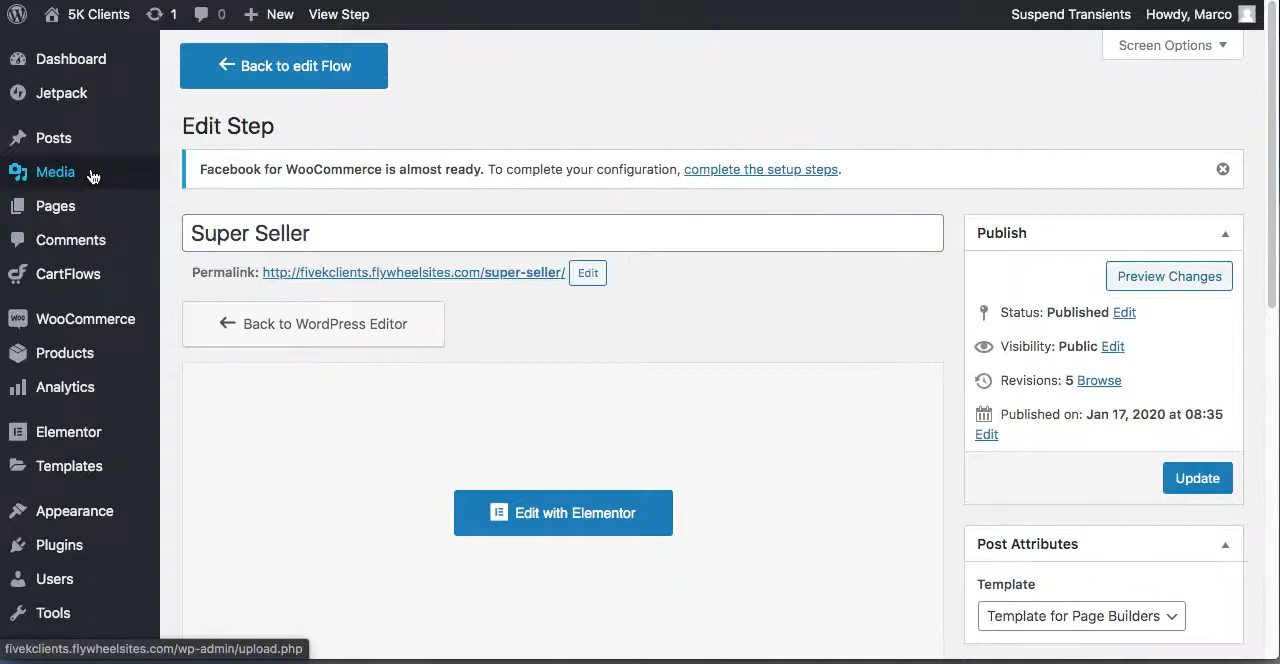 5K Clients 1 0 New View Step Suspend Transients Howdy, Marco
Dashboard
Jetpack
Posts
Media
Pages
Comments
CartFlows
WooCommerce
Products
Analytics
Elementor
Templates
Appearance
Plugins
Users
Tools
Screen Options
Back to edit Flow
Edit Step
Facebook for WooCommerce is almost ready. To complete your configuration, complete the setup steps.
Super Seller
Permalink: http://fivekclients.flywheelsites.com/super-seller/ Edit
Back to WordPress Editor
Edit with Elementor
Publish
Preview Changes
Status: Published Edit
Visibility: Public Edit
Revisions: 5 Browse
Published on: Jan 17, 2020 at 08:35
Edit
Update
Post Attributes
Template
Template for Page Builders
fivekclients.flywheelsites.com/wp-admin/upload.php